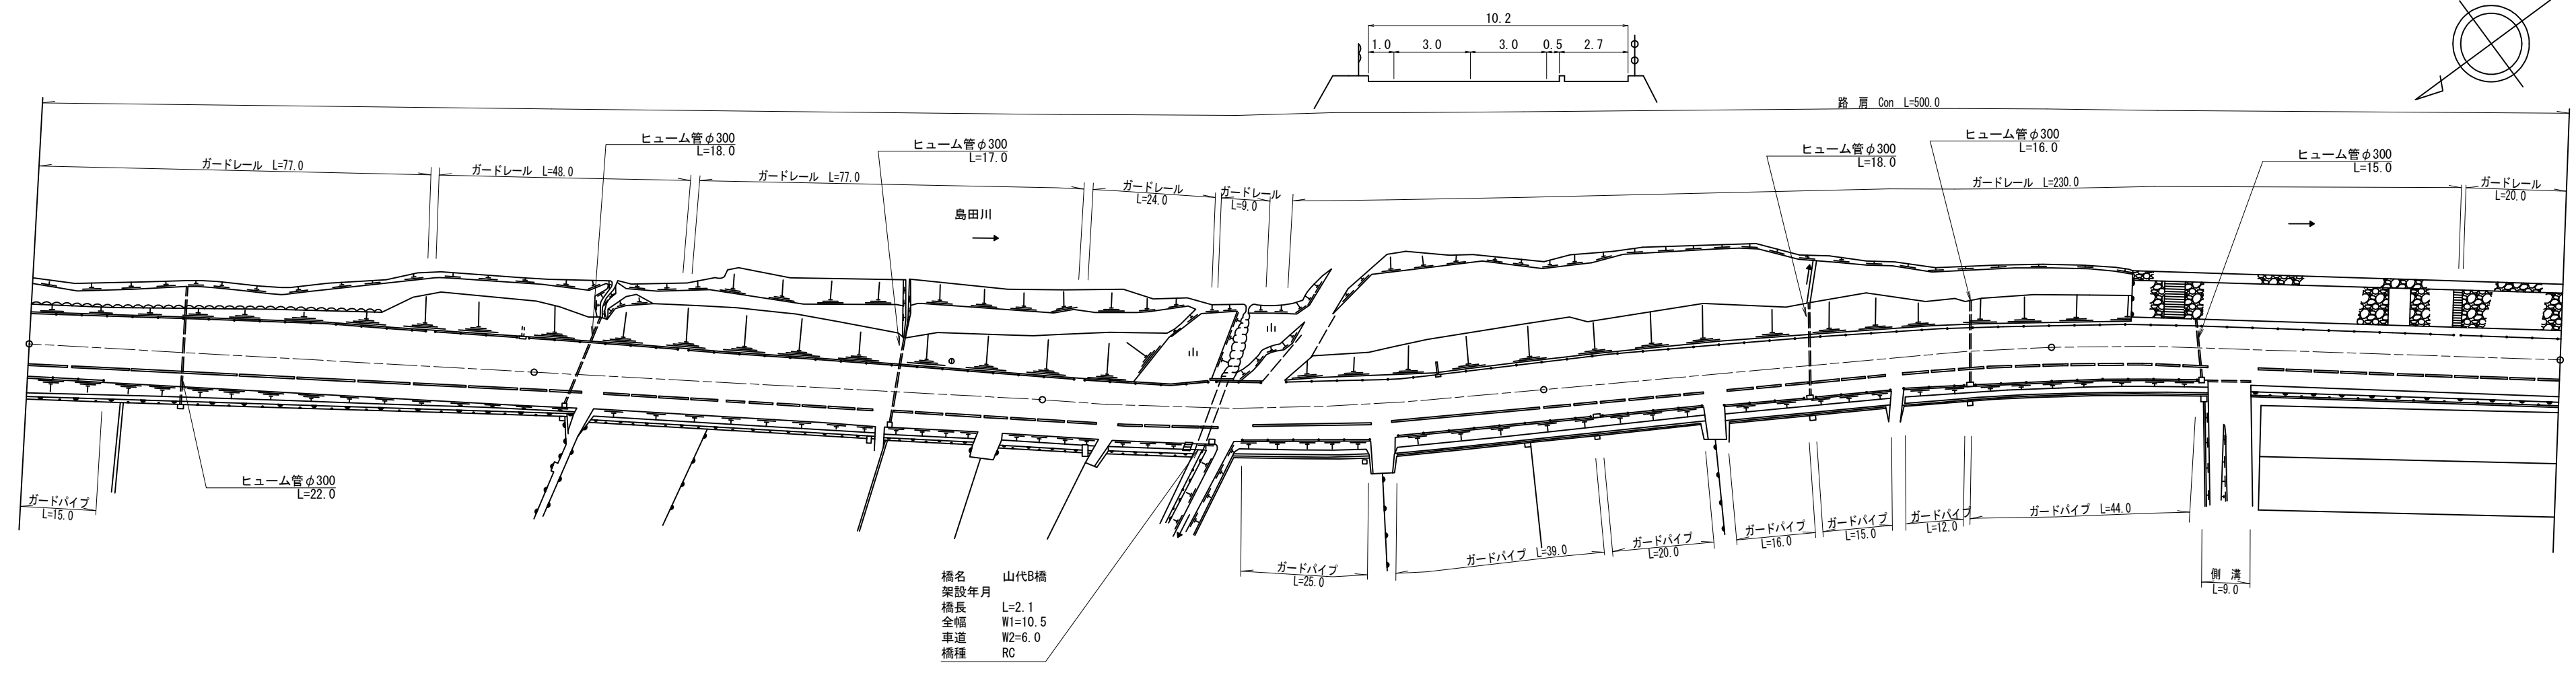 10.2
1.0 3.0 3.0 0.5 2.7
路 肩 Con L=500.0
ヒューム管φ300
L=18.0
ヒューム管φ300
L=17.0
ヒューム管φ300
L=18.0
ヒューム管φ300
L=16.0
ヒューム管φ300
L=15.0
ガードレール L=77.0
ガードレール L=48.0
ガードレール L=77.0
ガードレール
L=24.0
ガードレール
L=9.0
ガードレール L=230.0
ガードレール
L=20.0
島田川
ヒューム管φ300
L=22.0
ガードパイプ
L=15.0
ガードパイプ
L=25.0
ガードパイプ L=39.0
ガードパイプ
L=20.0
ガードパイプ
L=16.0
ガードパイプ
L=15.0
ガードパイプ
L=12.0
ガードパイプ L=44.0
側 溝
L=9.0
橋名 山代B橋
架設年月
橋長 L=2.1
全幅 W1=10.5
車道 W2=6.0
橋種 RC